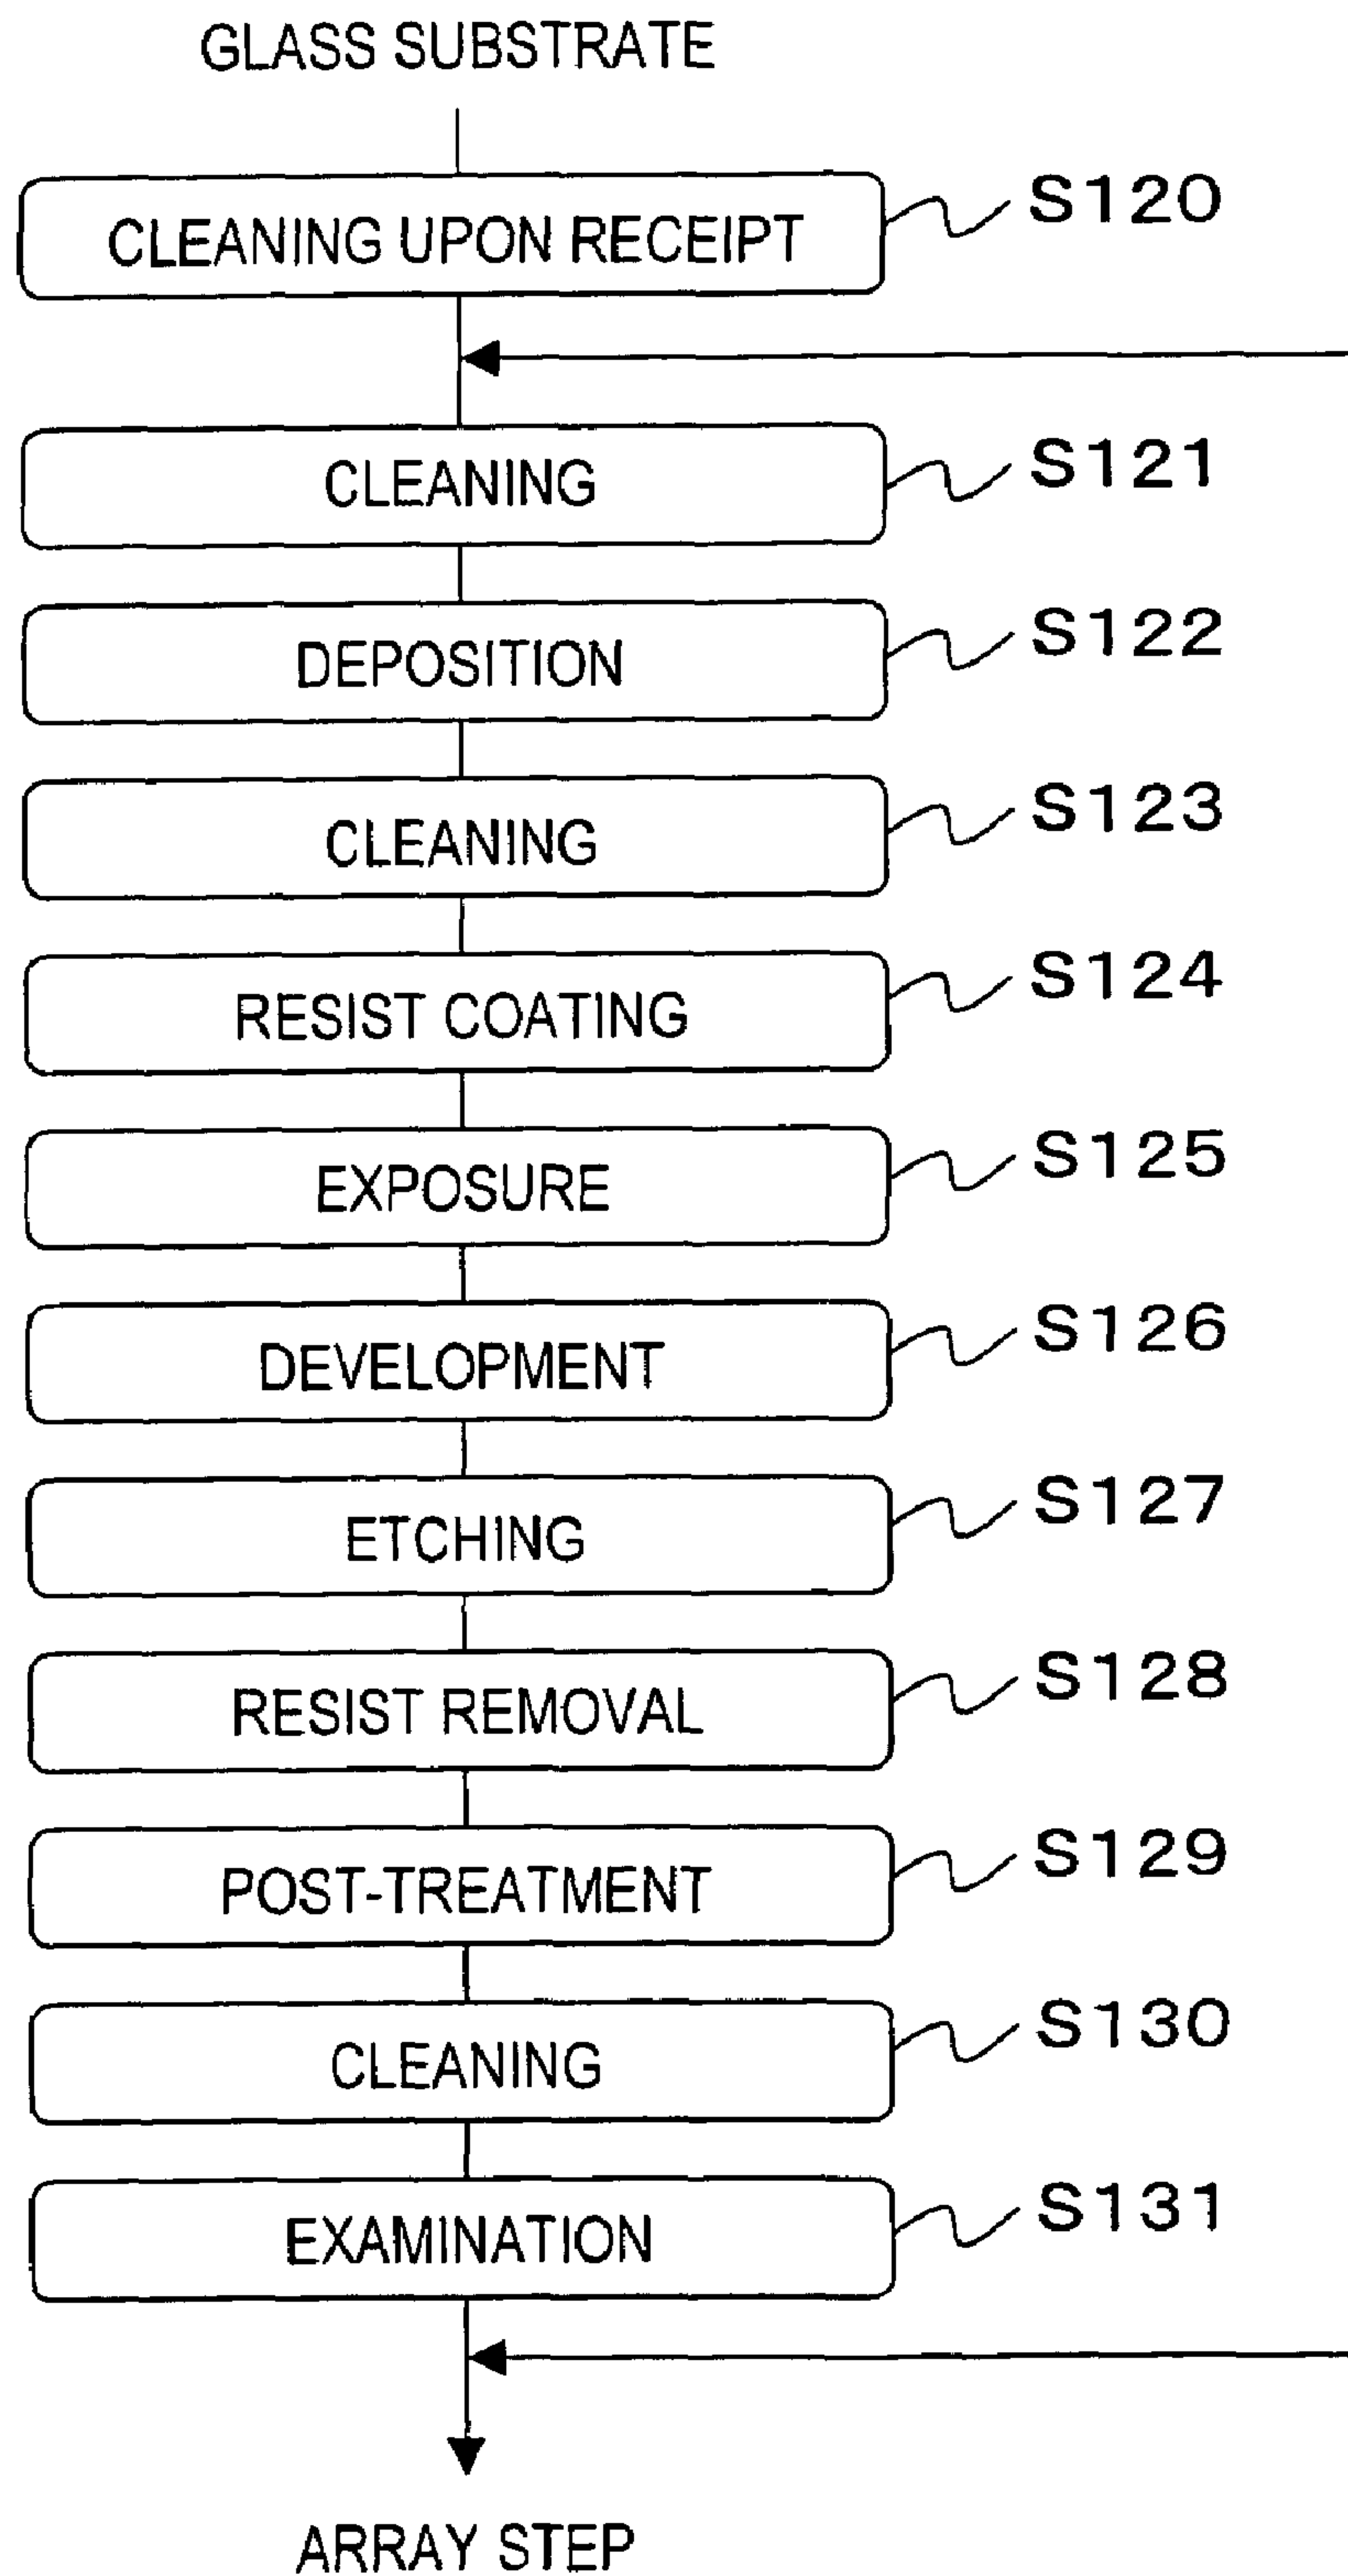 GLASS SUBSTRATE
CLEANING UPON RECEIPT S120
CLEANING S121
DEPOSITION S122
CLEANING S123
RESIST COATING S124
EXPOSURE S125
DEVELOPMENT S126
ETCHING S127
RESIST REMOVAL S128
POST-TREATMENT S129
CLEANING S130
EXAMINATION S131
ARRAY STEP